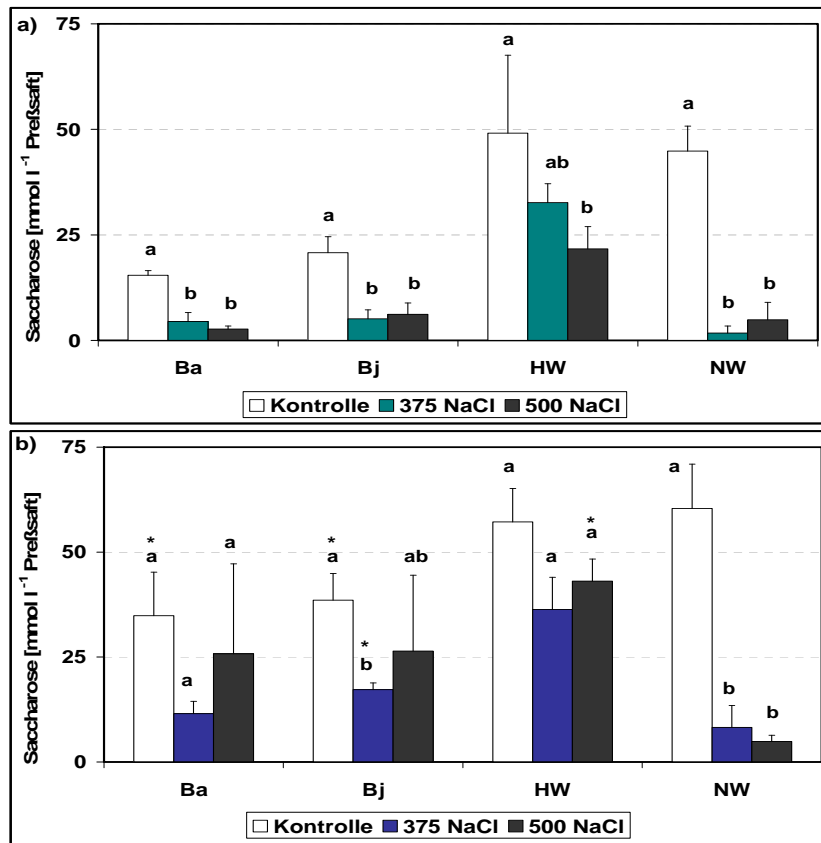 a)
Saccharose [mmol l⁻¹ Preßsaft]
75
50
25
0
a
b
b
a
b
b
a
ab
b
a
b
b
Ba Bj HW NW
Kontrolle 375 NaCl 500 NaCl
b)
Saccharose [mmol l⁻¹ Preßsaft]
75
50
25
0
*
a
a
a
*
a
*
b
ab
a
a
*
a
a
b
b
Ba Bj HW NW
Kontrolle 375 NaCl 500 NaCl